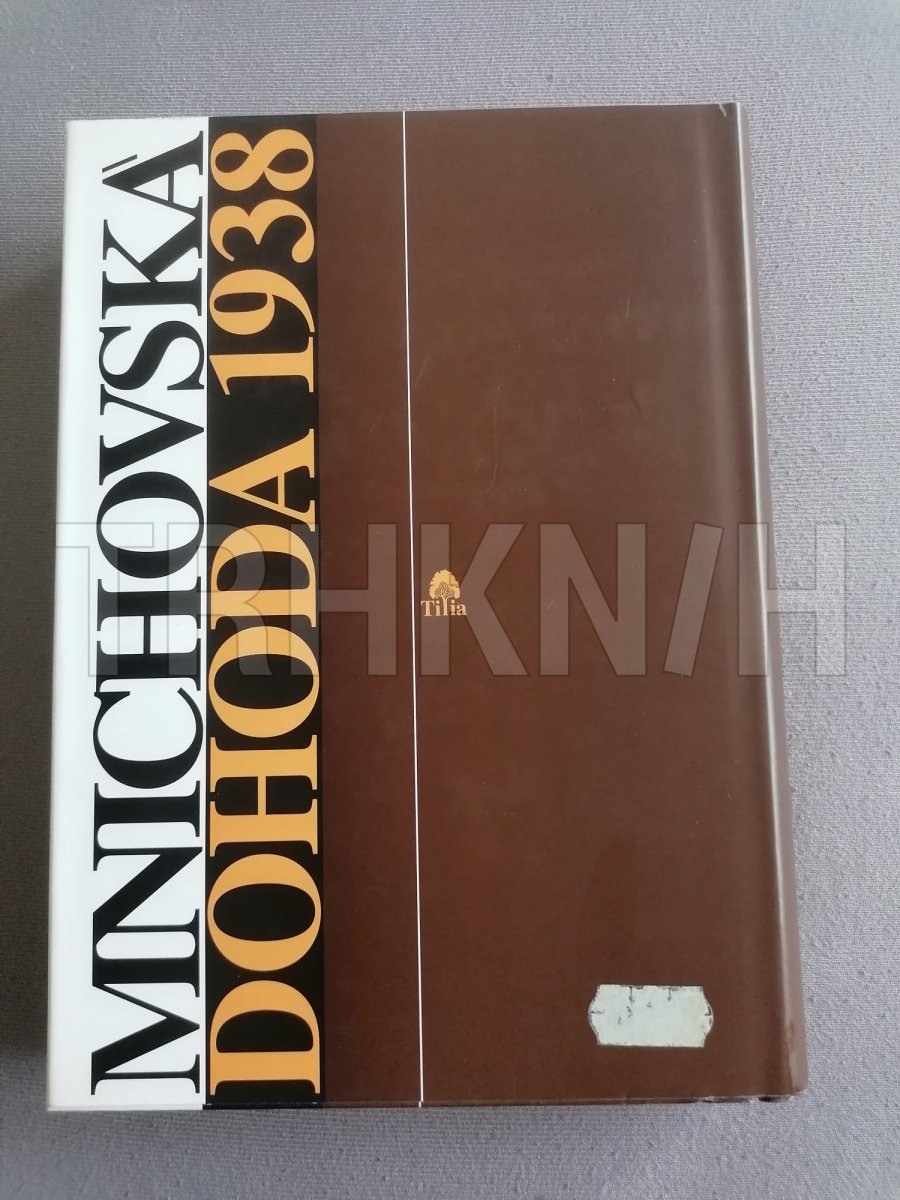 MNICHOVSKÁ
DOHODA 1938
Tilia
TRHKNIH